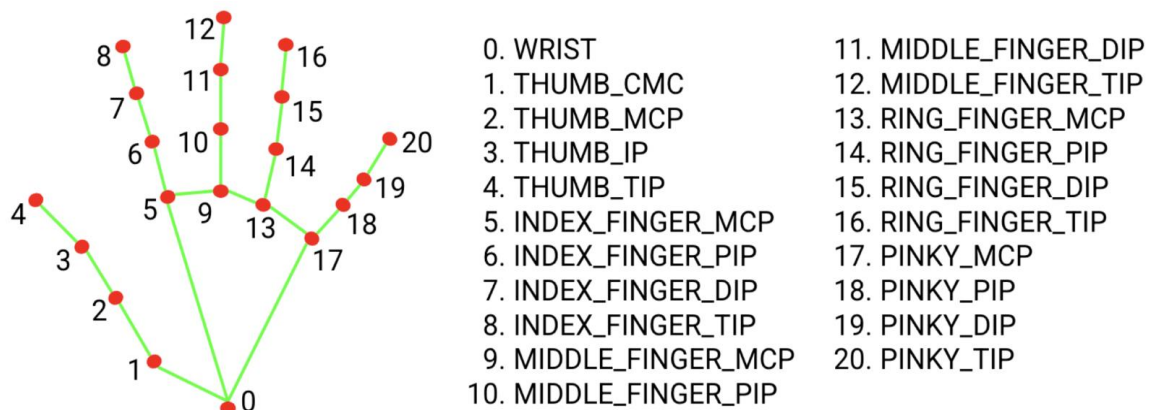 12
8
16
11
7
15
10
20
6
14
19
4
5
9
18
13
3
17
2
1
0
0. WRIST
1. THUMB_CMC
2. THUMB_MCP
3. THUMB_IP
4. THUMB_TIP
5. INDEX_FINGER_MCP
6. INDEX_FINGER_PIP
7. INDEX_FINGER_DIP
8. INDEX_FINGER_TIP
9. MIDDLE_FINGER_MCP
10. MIDDLE_FINGER_PIP
11. MIDDLE_FINGER_DIP
12. MIDDLE_FINGER_TIP
13. RING_FINGER_MCP
14. RING_FINGER_PIP
15. RING_FINGER_DIP
16. RING_FINGER_TIP
17. PINKY_MCP
18. PINKY_PIP
19. PINKY_DIP
20. PINKY_TIP